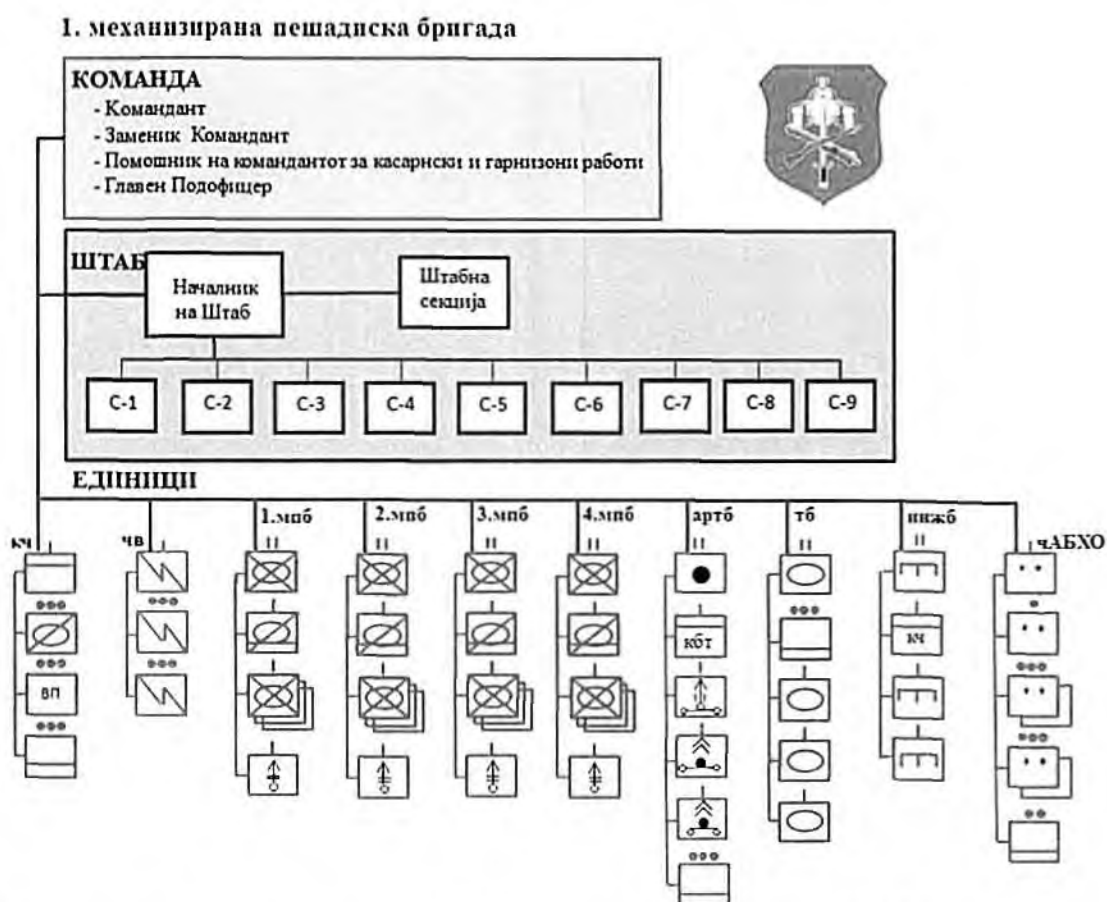 1. механизирана пешадиска бригада
КОМАНДА
- Командант
- Заменик Командант
- Помошник на командантот за касарнски и гарнизони работи
- Главен Подофицер
ШТАБ
Началник
на Штаб
Штабна
секција
С-1
С-2
С-3
С-4
С-5
С-6
С-7
С-8
С-9
ЕДИНИЦИ
кч
чв
1.мпб
2.мпб
3.мпб
4.мпб
артб
тб
инжб
чАБХО
кбт
кч
ВП